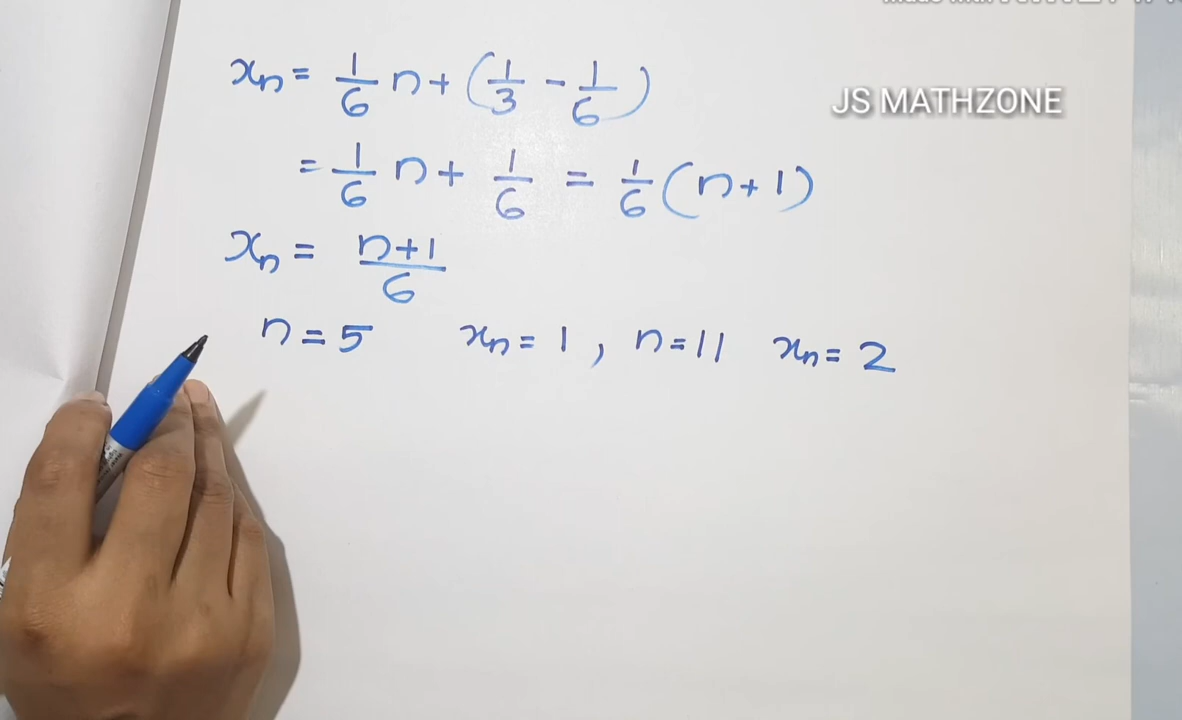 xₙ = 1/6 n + (1/3 - 1/6)
JS MATHZONE
= 1/6 n + 1/6 = 1/6 (n+1)
xₙ = n+1/6
n = 5 xₙ = 1 , n = 11 xₙ = 2